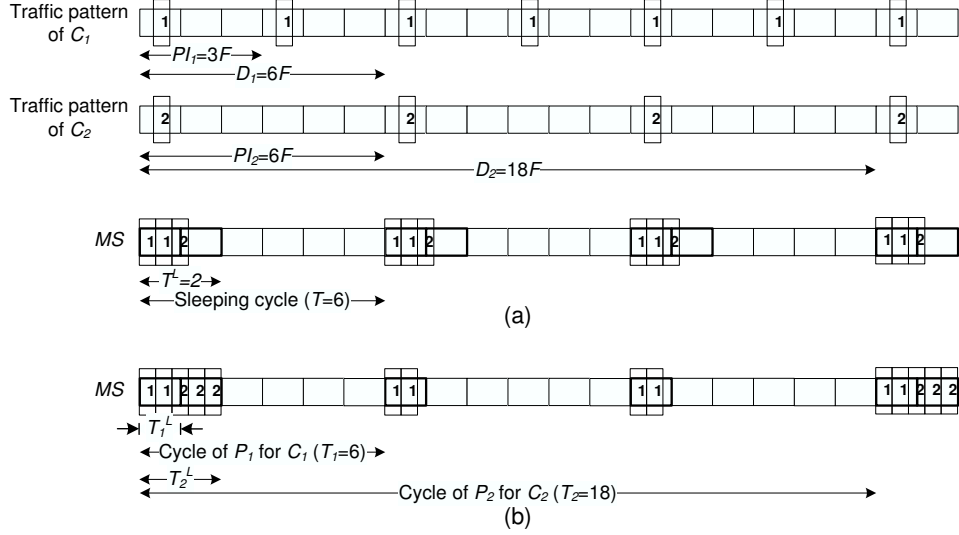 Traffic pattern
of C1
1 1 1 1 1 1 1
PI1=3F
D1=6F
Traffic pattern
of C2
2 2 2 2
PI2=6F
D2=18F
MS
1 1 2 1 1 2 1 1 2 1 1 2
T^L=2
Sleeping cycle (T=6)
(a)
MS
1 1 2 2 2 1 1 1 1 1 1 2 2 2
T1^L
Cycle of P1 for C1 (T1=6)
T2^L
Cycle of P2 for C2 (T2=18)
(b)